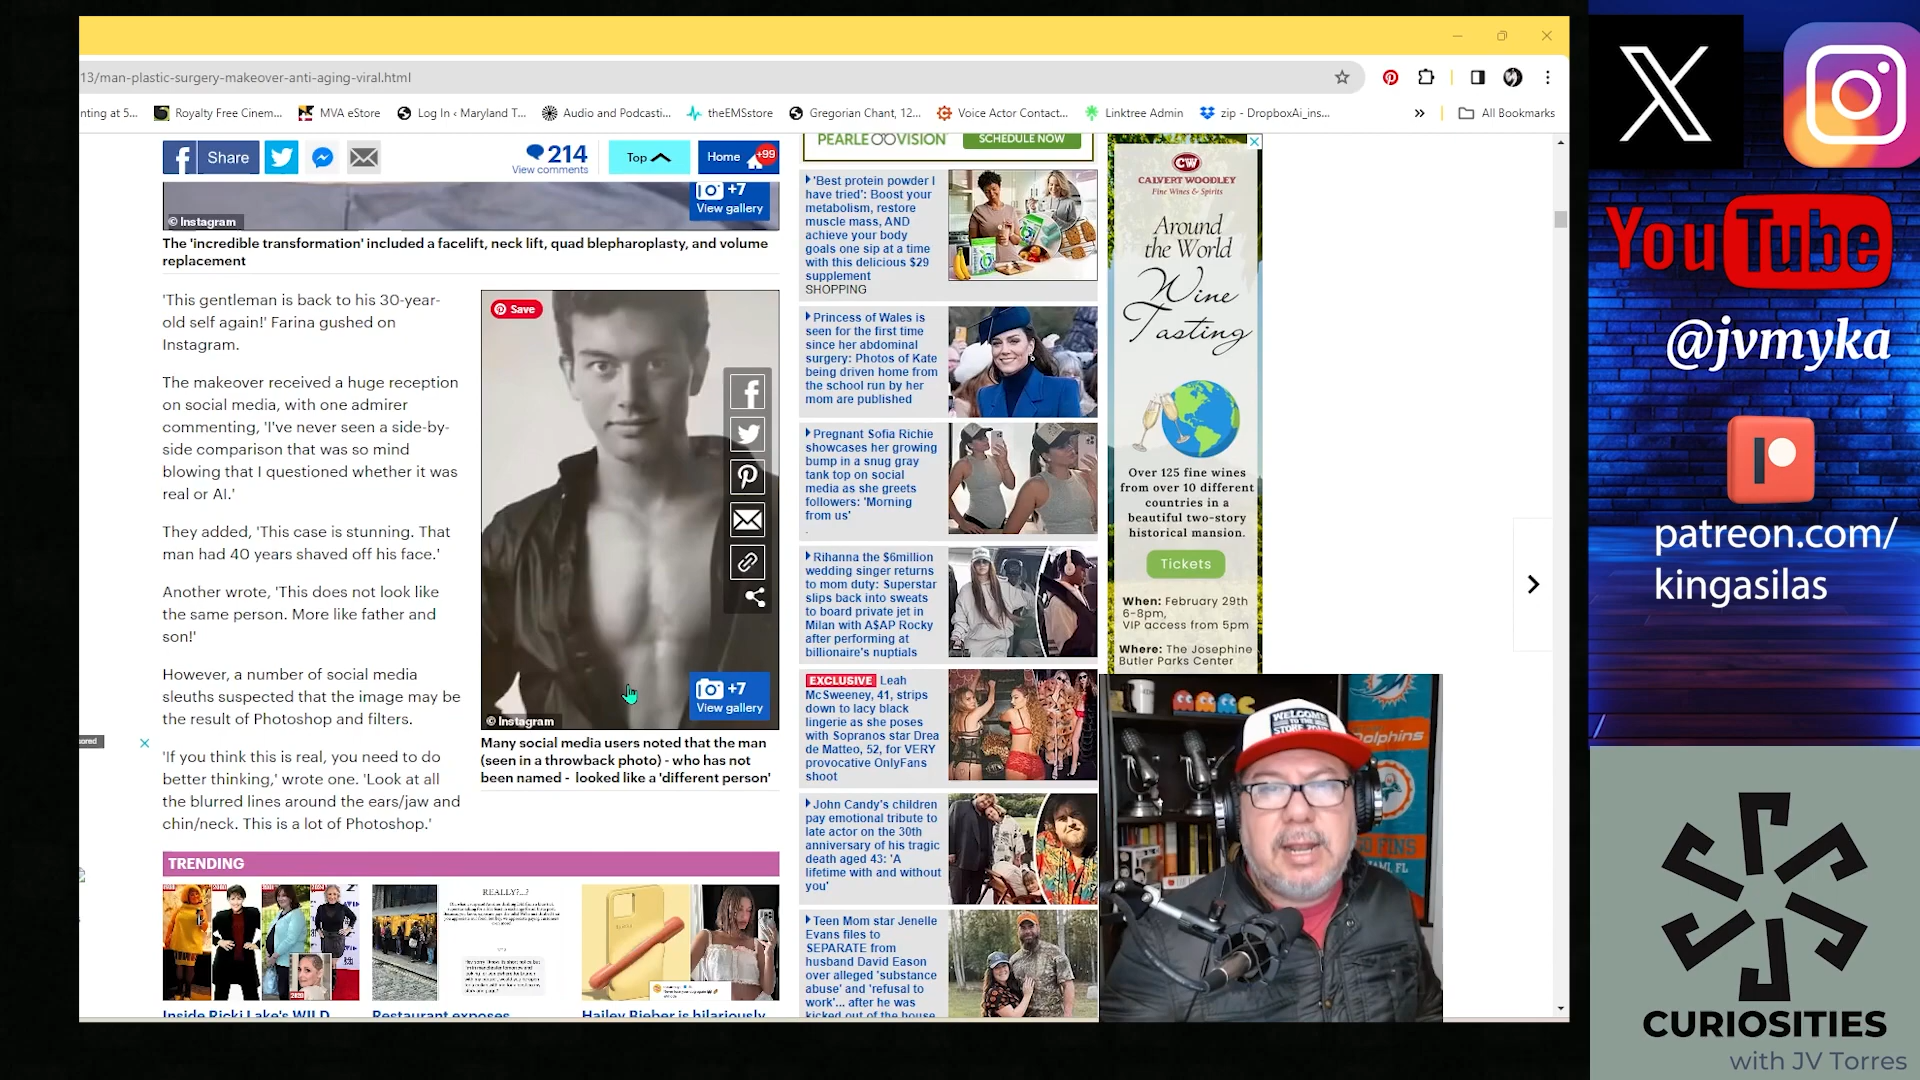 13/man-plastic-surgery-makeover-anti-aging-viral.html
nting at 5...
Royalty Free Cinem...
MVA eStore
Log In ‹ Maryland T...
Audio and Podcasti...
theEMSstore
Gregorian Chant, 12...
Voice Actor Contact...
Linktree Admin
zip - DropboxAi_ins...
»
All Bookmarks
Share
214
View comments
Top
Home
+99
+7
View gallery
© Instagram
The 'incredible transformation' included a facelift, neck lift, quad blepharoplasty, and volume
replacement
'This gentleman is back to his 30-year-
old self again!' Farina gushed on
Instagram.
The makeover received a huge reception
on social media, with one admirer
commenting, 'I've never seen a side-by-
side comparison that was so mind
blowing that I questioned whether it was
real or AI.'
They added, 'This case is stunning. That
man had 40 years shaved off his face.'
Another wrote, 'This does not look like
the same person. More like father and
son!'
However, a number of social media
sleuths suspected that the image may be
the result of Photoshop and filters.
'If you think this is real, you need to do
better thinking,' wrote one. 'Look at all
the blurred lines around the ears/jaw and
chin/neck. This is a lot of Photoshop.'
Save
+7
View gallery
© Instagram
Many social media users noted that the man
(seen in a throwback photo) - who has not
been named - looked like a 'different person'
TRENDING
REALLY?...?
Inside Ricki Lake's WILD
Restaurant exposes
Hailey Bieber is hilariously
PEARLE VISION
SCHEDULE NOW
'Best protein powder I
have tried': Boost your
metabolism, restore
muscle mass, AND
achieve your body
goals one sip at a time
with this delicious $29
supplement
SHOPPING
Princess of Wales is
seen for the first time
since her abdominal
surgery: Photos of Kate
being driven home from
the school run by her
mom are published
Pregnant Sofia Richie
showcases her growing
bump in a snug gray
tank top on social
media as she greets
followers: 'Morning
from us'
.
Rihanna the $6million
wedding singer returns
to mom duty: Superstar
slips back into sweats
to board private jet in
Milan with A$AP Rocky
after performing at
billionaire's nuptials
EXCLUSIVE Leah
McSweeney, 41, strips
down to lacy black
lingerie as she poses
with Sopranos star Drea
de Matteo, 52, for VERY
provocative OnlyFans
shoot
John Candy's children
pay emotional tribute to
late actor on the 30th
anniversary of his tragic
death aged 43: 'A
lifetime with and without
you'
Teen Mom star Jenelle
Evans files to
SEPARATE from
husband David Eason
over alleged 'substance
abuse' and 'refusal to
work'... after he was
kicked out of the house
CW
CALVERT WOODLEY
Fine Wines & Spirits
Around
the World
Wine
Tasting
Over 125 fine wines
from over 10 different
countries in a
beautiful two-story
historical mansion.
Tickets
When: February 29th
6-8pm,
VIP access from 5pm
Where: The Josephine
Butler Parks Center
WELCOME
Dolphins
YouTube
@jvmyka
patreon.com/
kingasilas
CURIOSITIES
with JV Torres